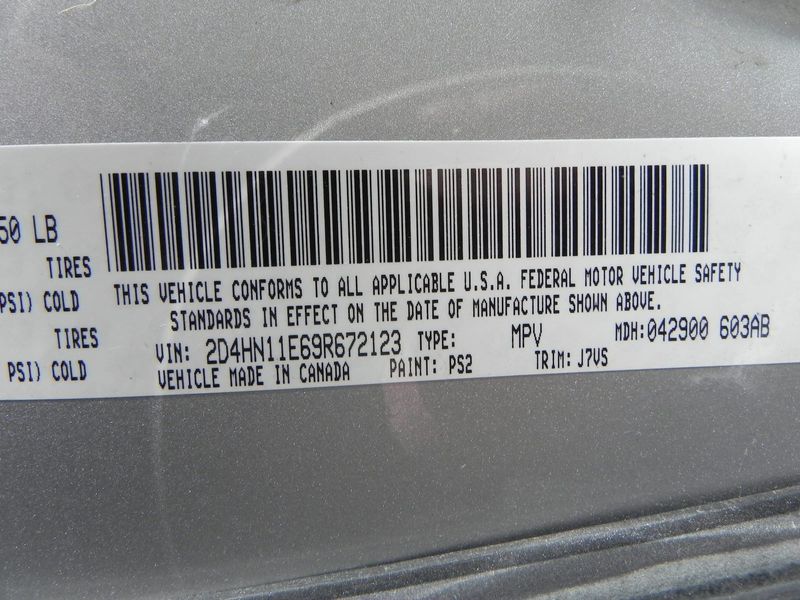 50 LB
TIRES
PSI) COLD
TIRES
PSI) COLD
THIS VEHICLE CONFORMS TO ALL APPLICABLE U.S.A. FEDERAL MOTOR VEHICLE SAFETY
STANDARDS IN EFFECT ON THE DATE OF MANUFACTURE SHOWN ABOVE.
VIN: 2D4HN11E69R672123 TYPE: MPV MDH:042900 603AB
VEHICLE MADE IN CANADA PAINT: PS2 TRIM: J7VS